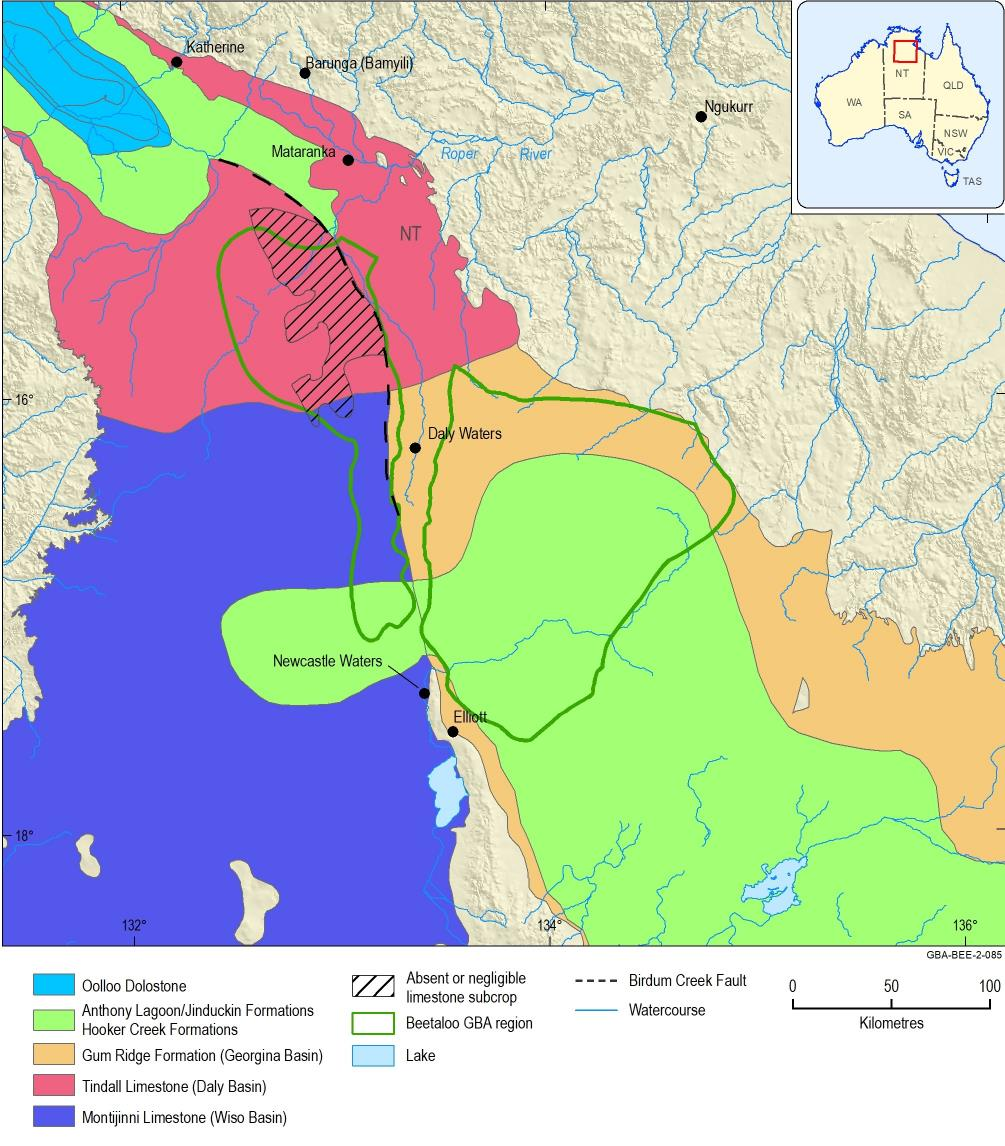 Katherine
Barunga (Bamyili)
Ngukurr
Mataranka
Roper River
NT
16°
Daly Waters
Newcastle Waters
Elliott
18°
132°
134°
136°
WA
NT
QLD
SA
NSW
VIC
TAS
GBA-BEE-2-085
Oolloo Dolostone
Anthony Lagoon/Jinduckin Formations
Hooker Creek Formations
Gum Ridge Formation (Georgina Basin)
Tindall Limestone (Daly Basin)
Montijinni Limestone (Wiso Basin)
Absent or negligible
limestone subcrop
Beetaloo GBA region
Lake
Birdum Creek Fault
Watercourse
0 50 100
Kilometres